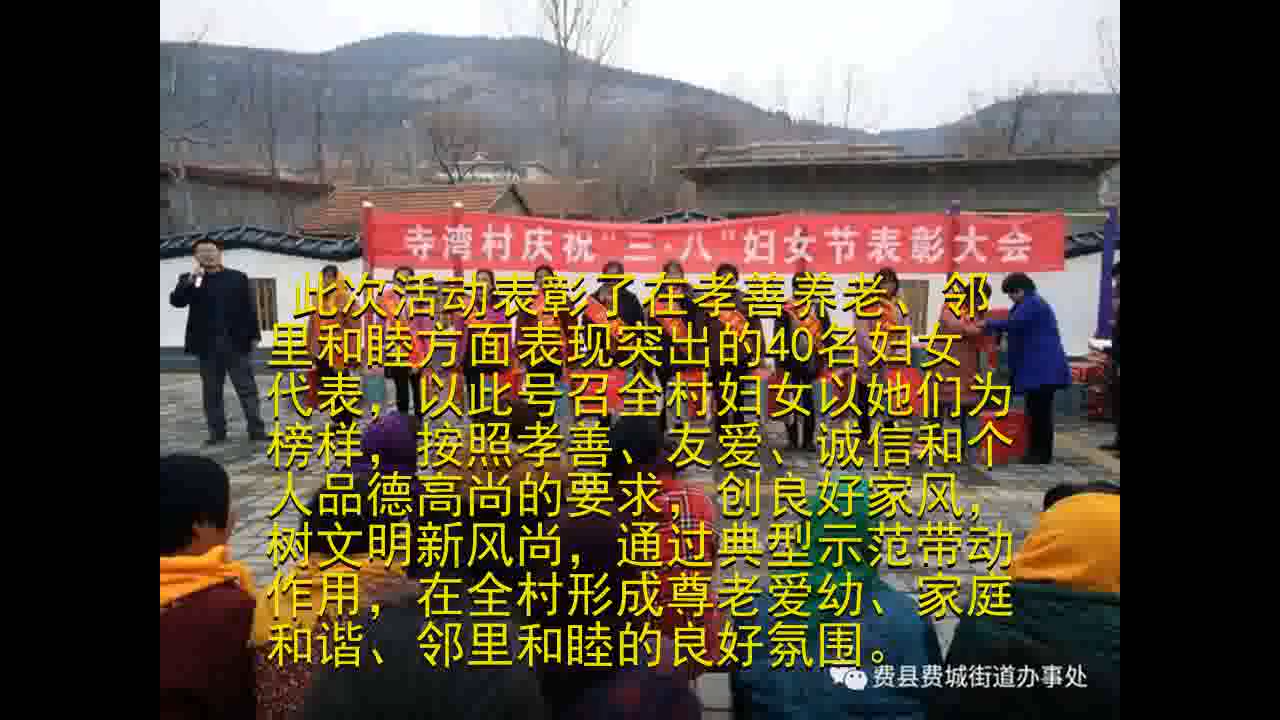 寺湾村庆祝“三·八”妇女节表彰大会
此次活动表彰了在孝善养老、邻
里和睦方面表现突出的40名妇女
代表，以此号召全村妇女以她们为
榜样，按照孝善、友爱、诚信和个
人品德高尚的要求，创良好家风，
树文明新风尚，通过典型示范带动
作用，在全村形成尊老爱幼、家庭
和谐、邻里和睦的良好氛围。
费县费城街道办事处